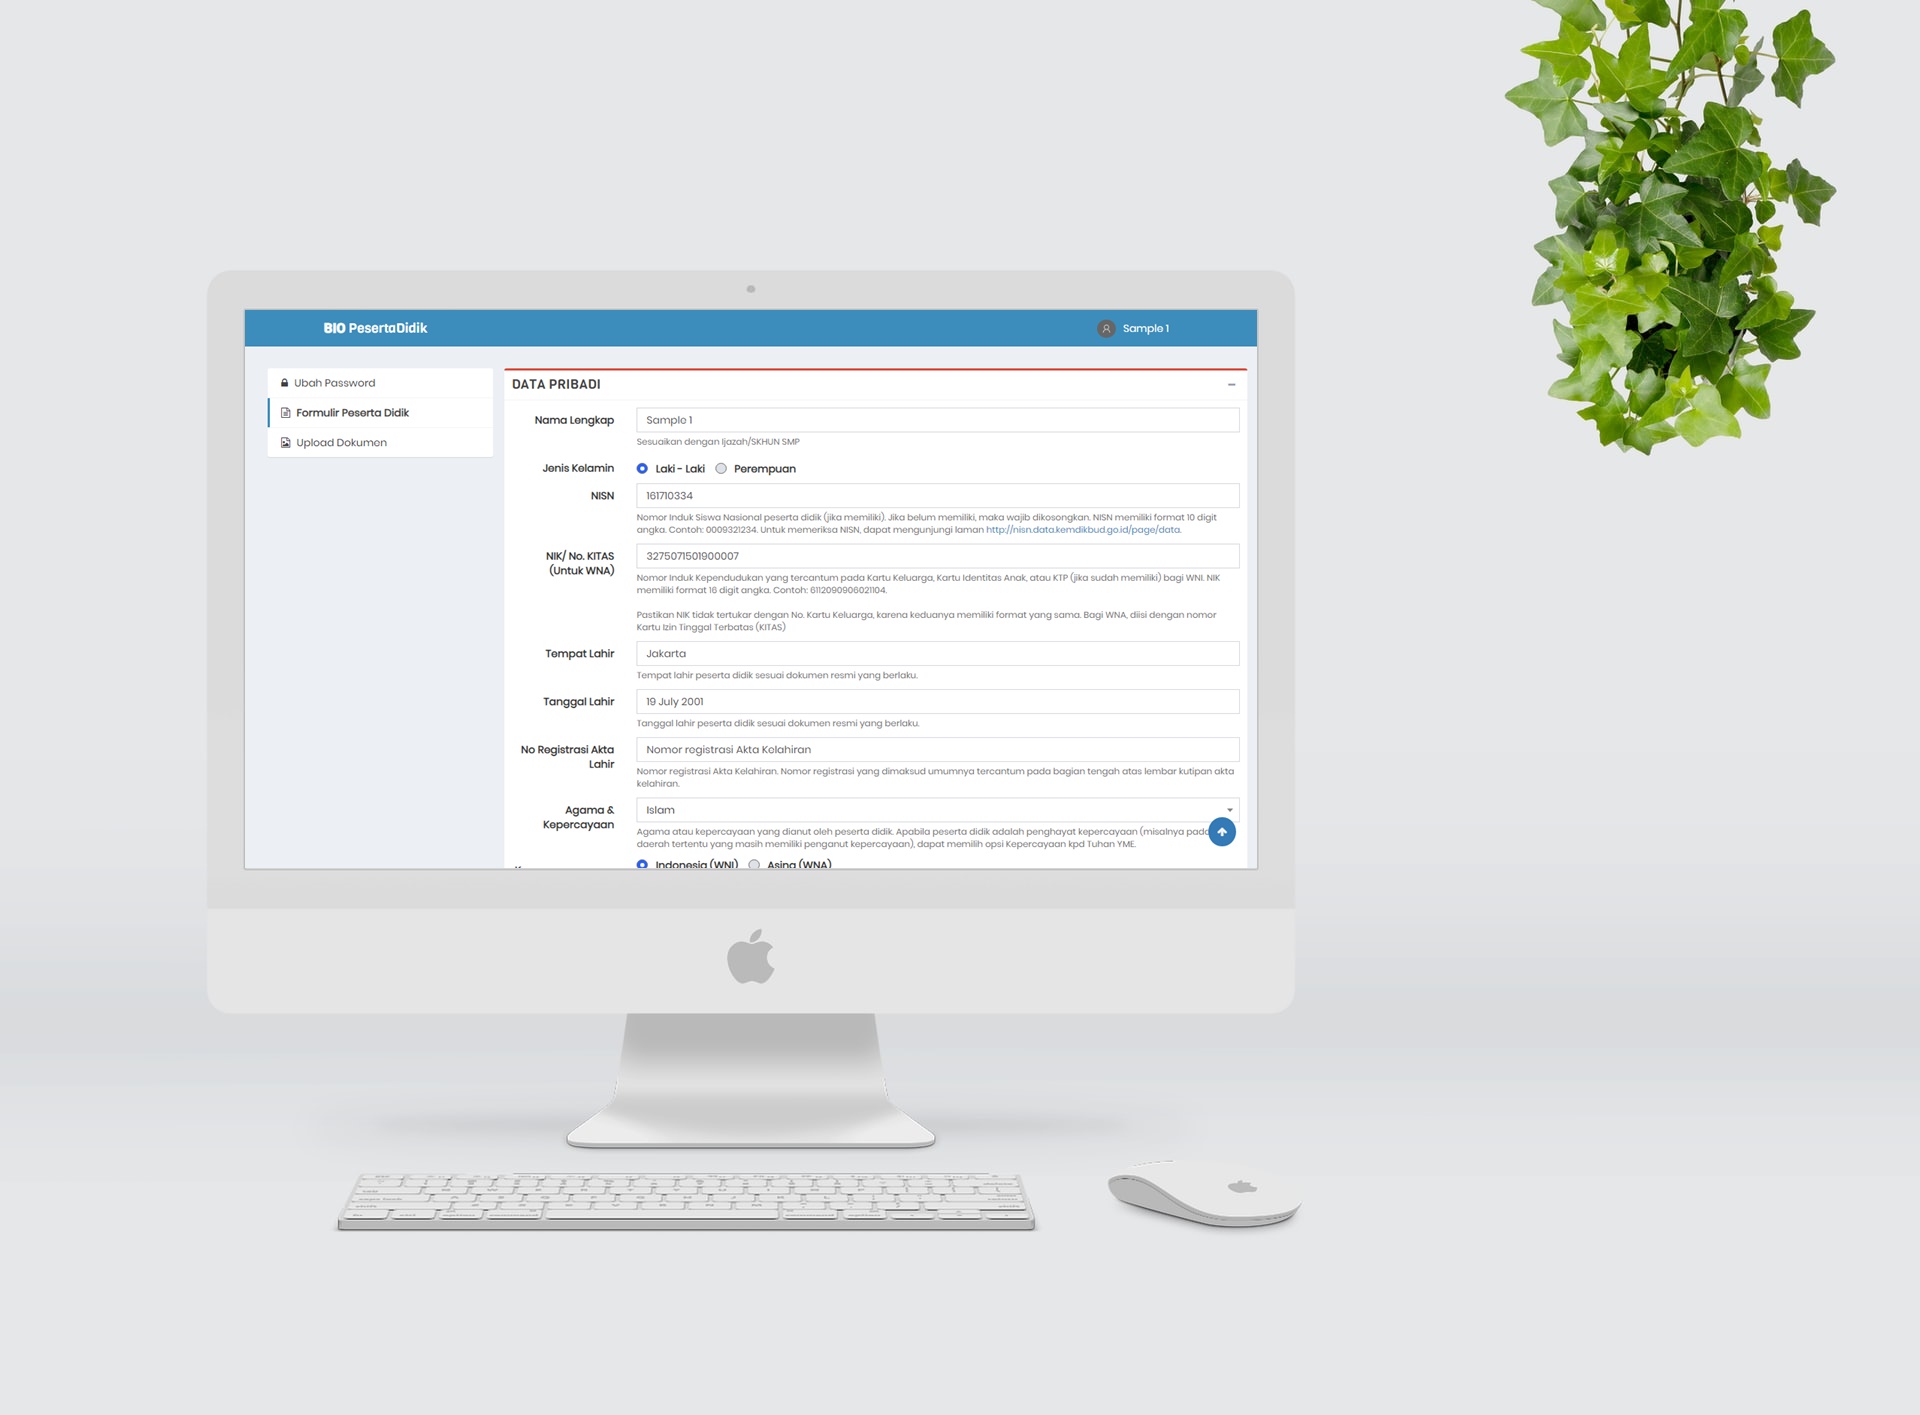 BIO PesertaDidik
Sample 1
Ubah Password
Formulir Peserta Didik
Upload Dokumen
DATA PRIBADI
Nama Lengkap
Sample 1
Sesuaikan dengan Ijazah/SKHUN SMP
Jenis Kelamin
Laki - Laki
Perempuan
NISN
161710334
Nomor Induk Siswa Nasional peserta didik (jika memiliki). Jika belum memiliki, maka wajib dikosongkan. NISN memiliki format 10 digit
angka. Contoh: 0009321234. Untuk memeriksa NISN, dapat mengunjungi laman http://nisn.data.kemdikbud.go.id/page/data.
NIK/ No. KITAS
(Untuk WNA)
3275071501900007
Nomor Induk Kependudukan yang tercantum pada Kartu Keluarga, Kartu Identitas Anak, atau KTP (jika sudah memiliki) bagi WNI. NIK
memiliki format 16 digit angka. Contoh: 6112090906021104.
Pastikan NIK tidak tertukar dengan No. Kartu Keluarga, karena keduanya memiliki format yang sama. Bagi WNA, diisi dengan nomor
Kartu Izin Tinggal Terbatas (KITAS)
Tempat Lahir
Jakarta
Tempat lahir peserta didik sesuai dokumen resmi yang berlaku.
Tanggal Lahir
19 July 2001
Tanggal lahir peserta didik sesuai dokumen resmi yang berlaku.
No Registrasi Akta
Lahir
Nomor registrasi Akta Kelahiran
Nomor registrasi Akta Kelahiran. Nomor registrasi yang dimaksud umumnya tercantum pada bagian tengah atas lembar kutipan akta
kelahiran.
Agama &
Kepercayaan
Islam
Agama atau kepercayaan yang dianut oleh peserta didik. Apabila peserta didik adalah penghayat kepercayaan (misalnya pada
daerah tertentu yang masih memiliki penganut kepercayaan), dapat memilih opsi Kepercayaan kpd Tuhan YME.
Indonesia (WNI)
Asing (WNA)